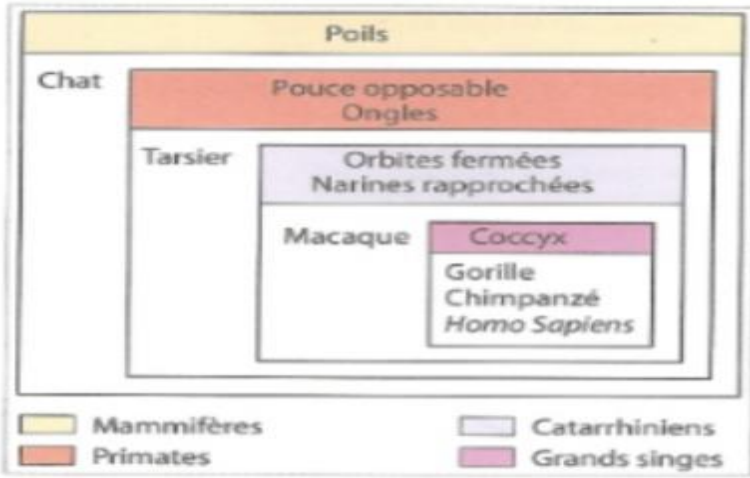 Poils
Chat
Pouce opposable
Ongles
Tarsier
Orbites fermées
Narines rapprochées
Macaque
Coccyx
Gorille
Chimpanzé
Homo Sapiens
Mammifères
Catarrhiniens
Primates
Grands singes